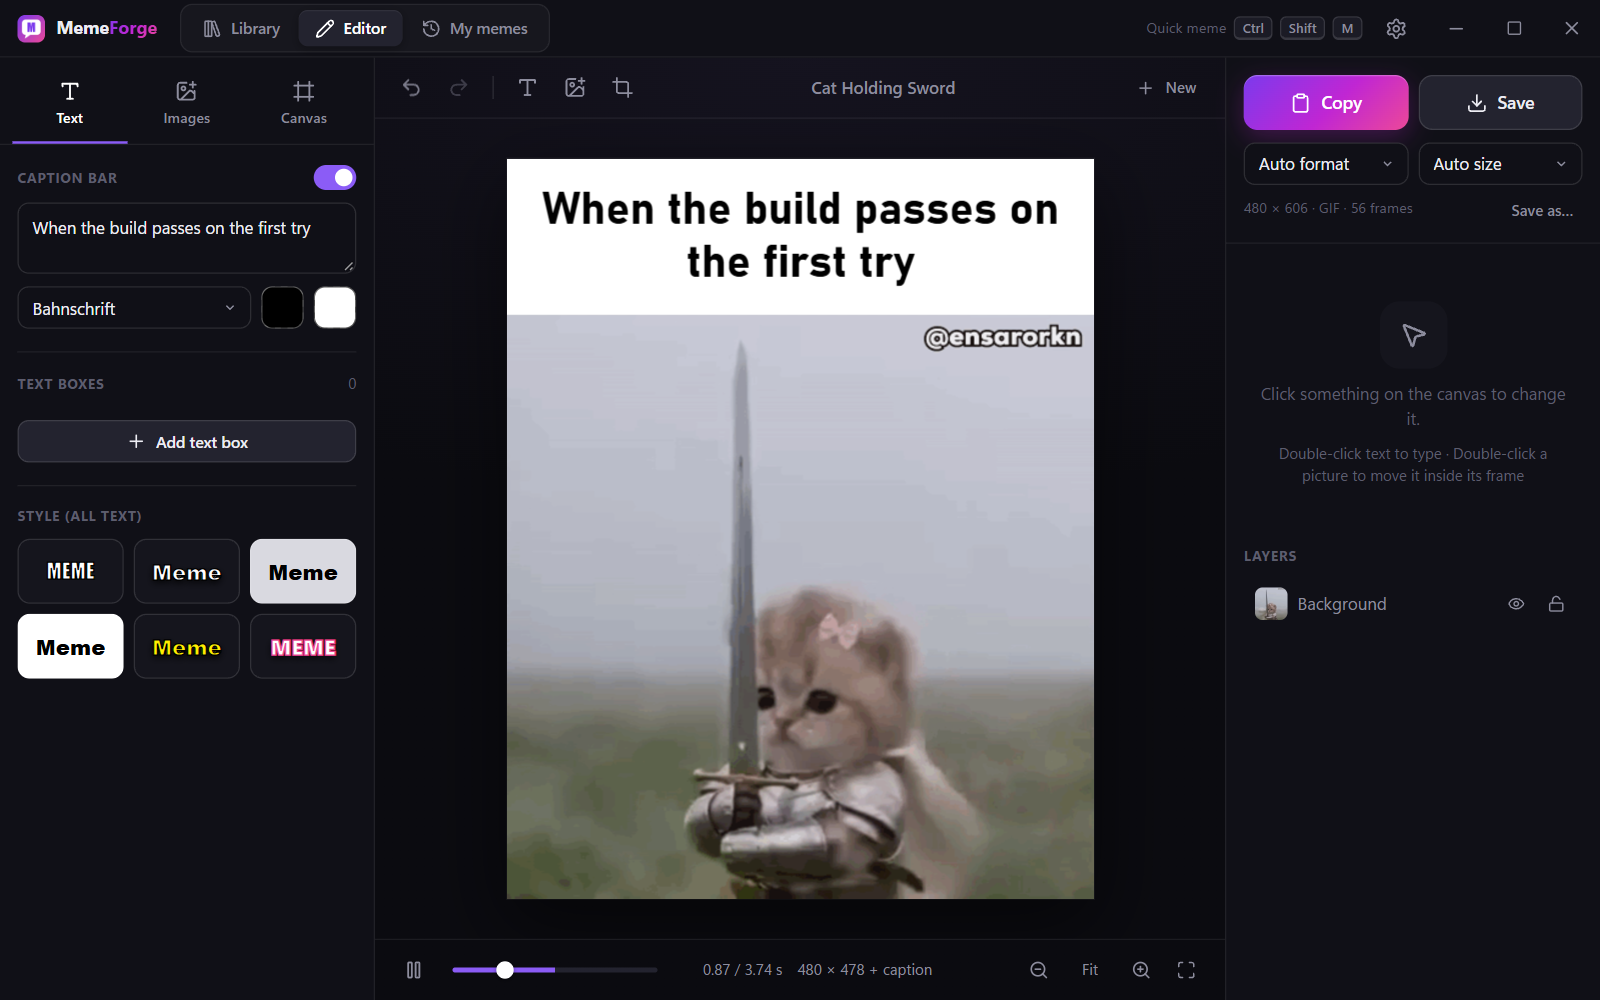 MemeForge
Library
Editor
My memes
Quick meme Ctrl Shift M
Text
Images
Canvas
Cat Holding Sword
New
Copy
Save
CAPTION BAR
When the build passes on the first try
Bahnschrift
TEXT BOXES 0
Add text box
STYLE (ALL TEXT)
MEME
Meme
Meme
Meme
Meme
MEME
When the build passes on
the first try
@ensarorkn
0.87 / 3.74 s 480 × 478 + caption
Fit
Auto format
Auto size
480 × 606 · GIF · 56 frames
Save as...
Click something on the canvas to change
it.
Double-click text to type · Double-click a
picture to move it inside its frame
LAYERS
Background